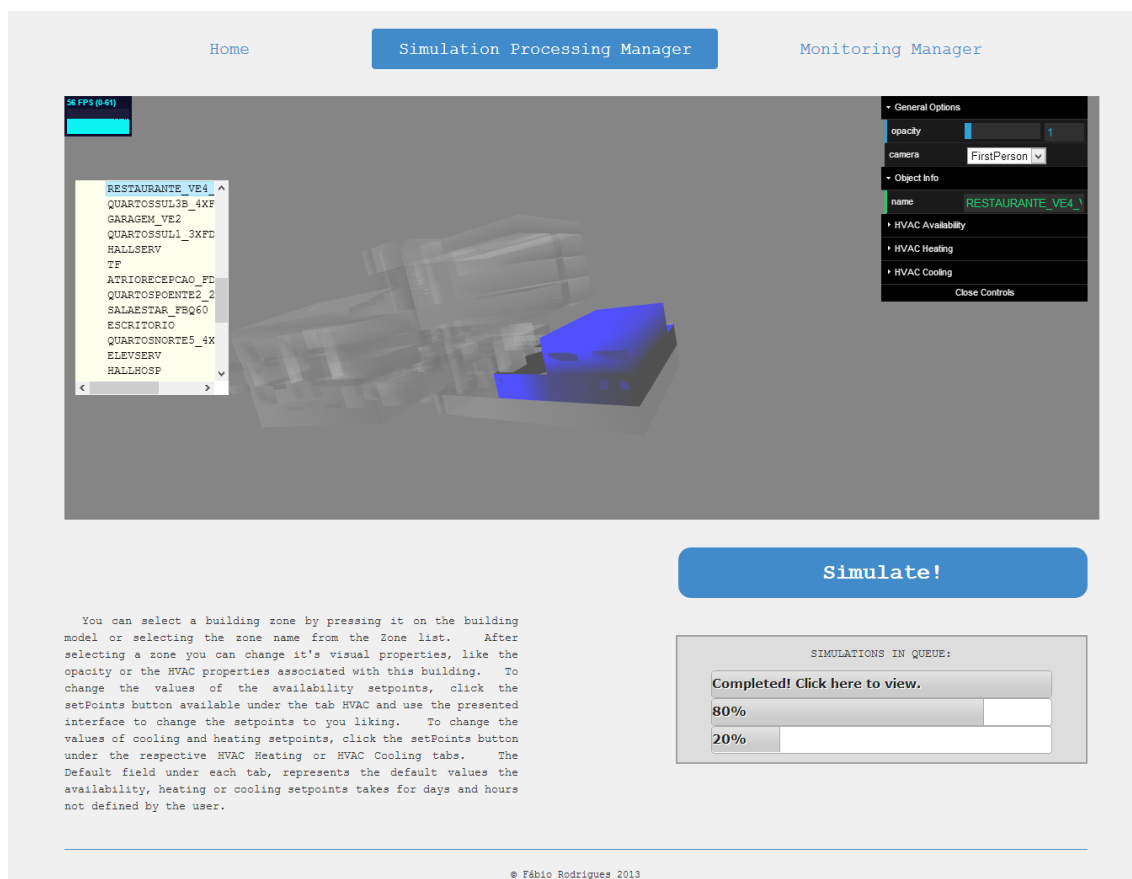 Home
Simulation Processing Manager
Monitoring Manager
56 FPS (0-61)
RESTAURANTE_VE4_
QUARTOSSUL3B_4XF
GARAGEM_VE2
QUARTOSSUL1_3XFD
HALLSERV
TF
ATRIORECEPCAO_FD
QUARTOSPOENTE2_2
SALAESTAR_FBQ60
ESCRITORIO
QUARTOSNORTE5_4X
ELEVSERV
HALLHOSP
General Options
opacity 1
camera FirstPerson
Object Info
name RESTAURANTE_VE4_V
HVAC Availability
HVAC Heating
HVAC Cooling
Close Controls
Simulate!
You can select a building zone by pressing it on the building
model or selecting the zone name from the Zone list. After
selecting a zone you can change it's visual properties, like the
opacity or the HVAC properties associated with this building. To
change the values of the availability setpoints, click the
setPoints button available under the tab HVAC and use the presented
interface to change the setpoints to you liking. To change the
values of cooling and heating setpoints, click the setPoints button
under the respective HVAC Heating or HVAC Cooling tabs. The
Default field under each tab, represents the default values the
availability, heating or cooling setpoints takes for days and hours
not defined by the user.
SIMULATIONS IN QUEUE:
Completed! Click here to view.
80%
20%
© Fábio Rodrigues 2013